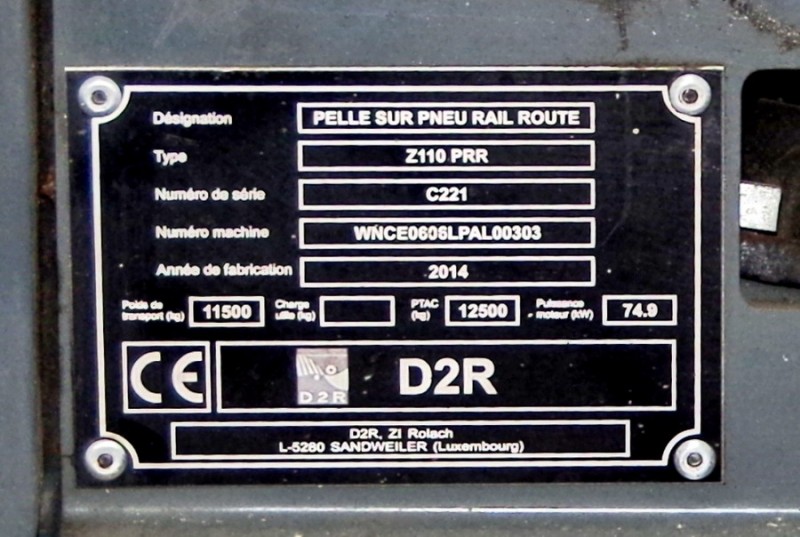 Désignation PELLE SUR PNEU RAIL ROUTE
Type Z110 PRR
Numéro de série C221
Numéro machine WNCE0606LPAL00303
Année de fabrication 2014
Poids de transport (kg) 11500 Charge utile (kg) PTAC (kg) 12500 Puissance moteur (kW) 74.9
CE D2R D2R
D2R, ZI Rolach
L-5280 SANDWEILER (Luxembourg)